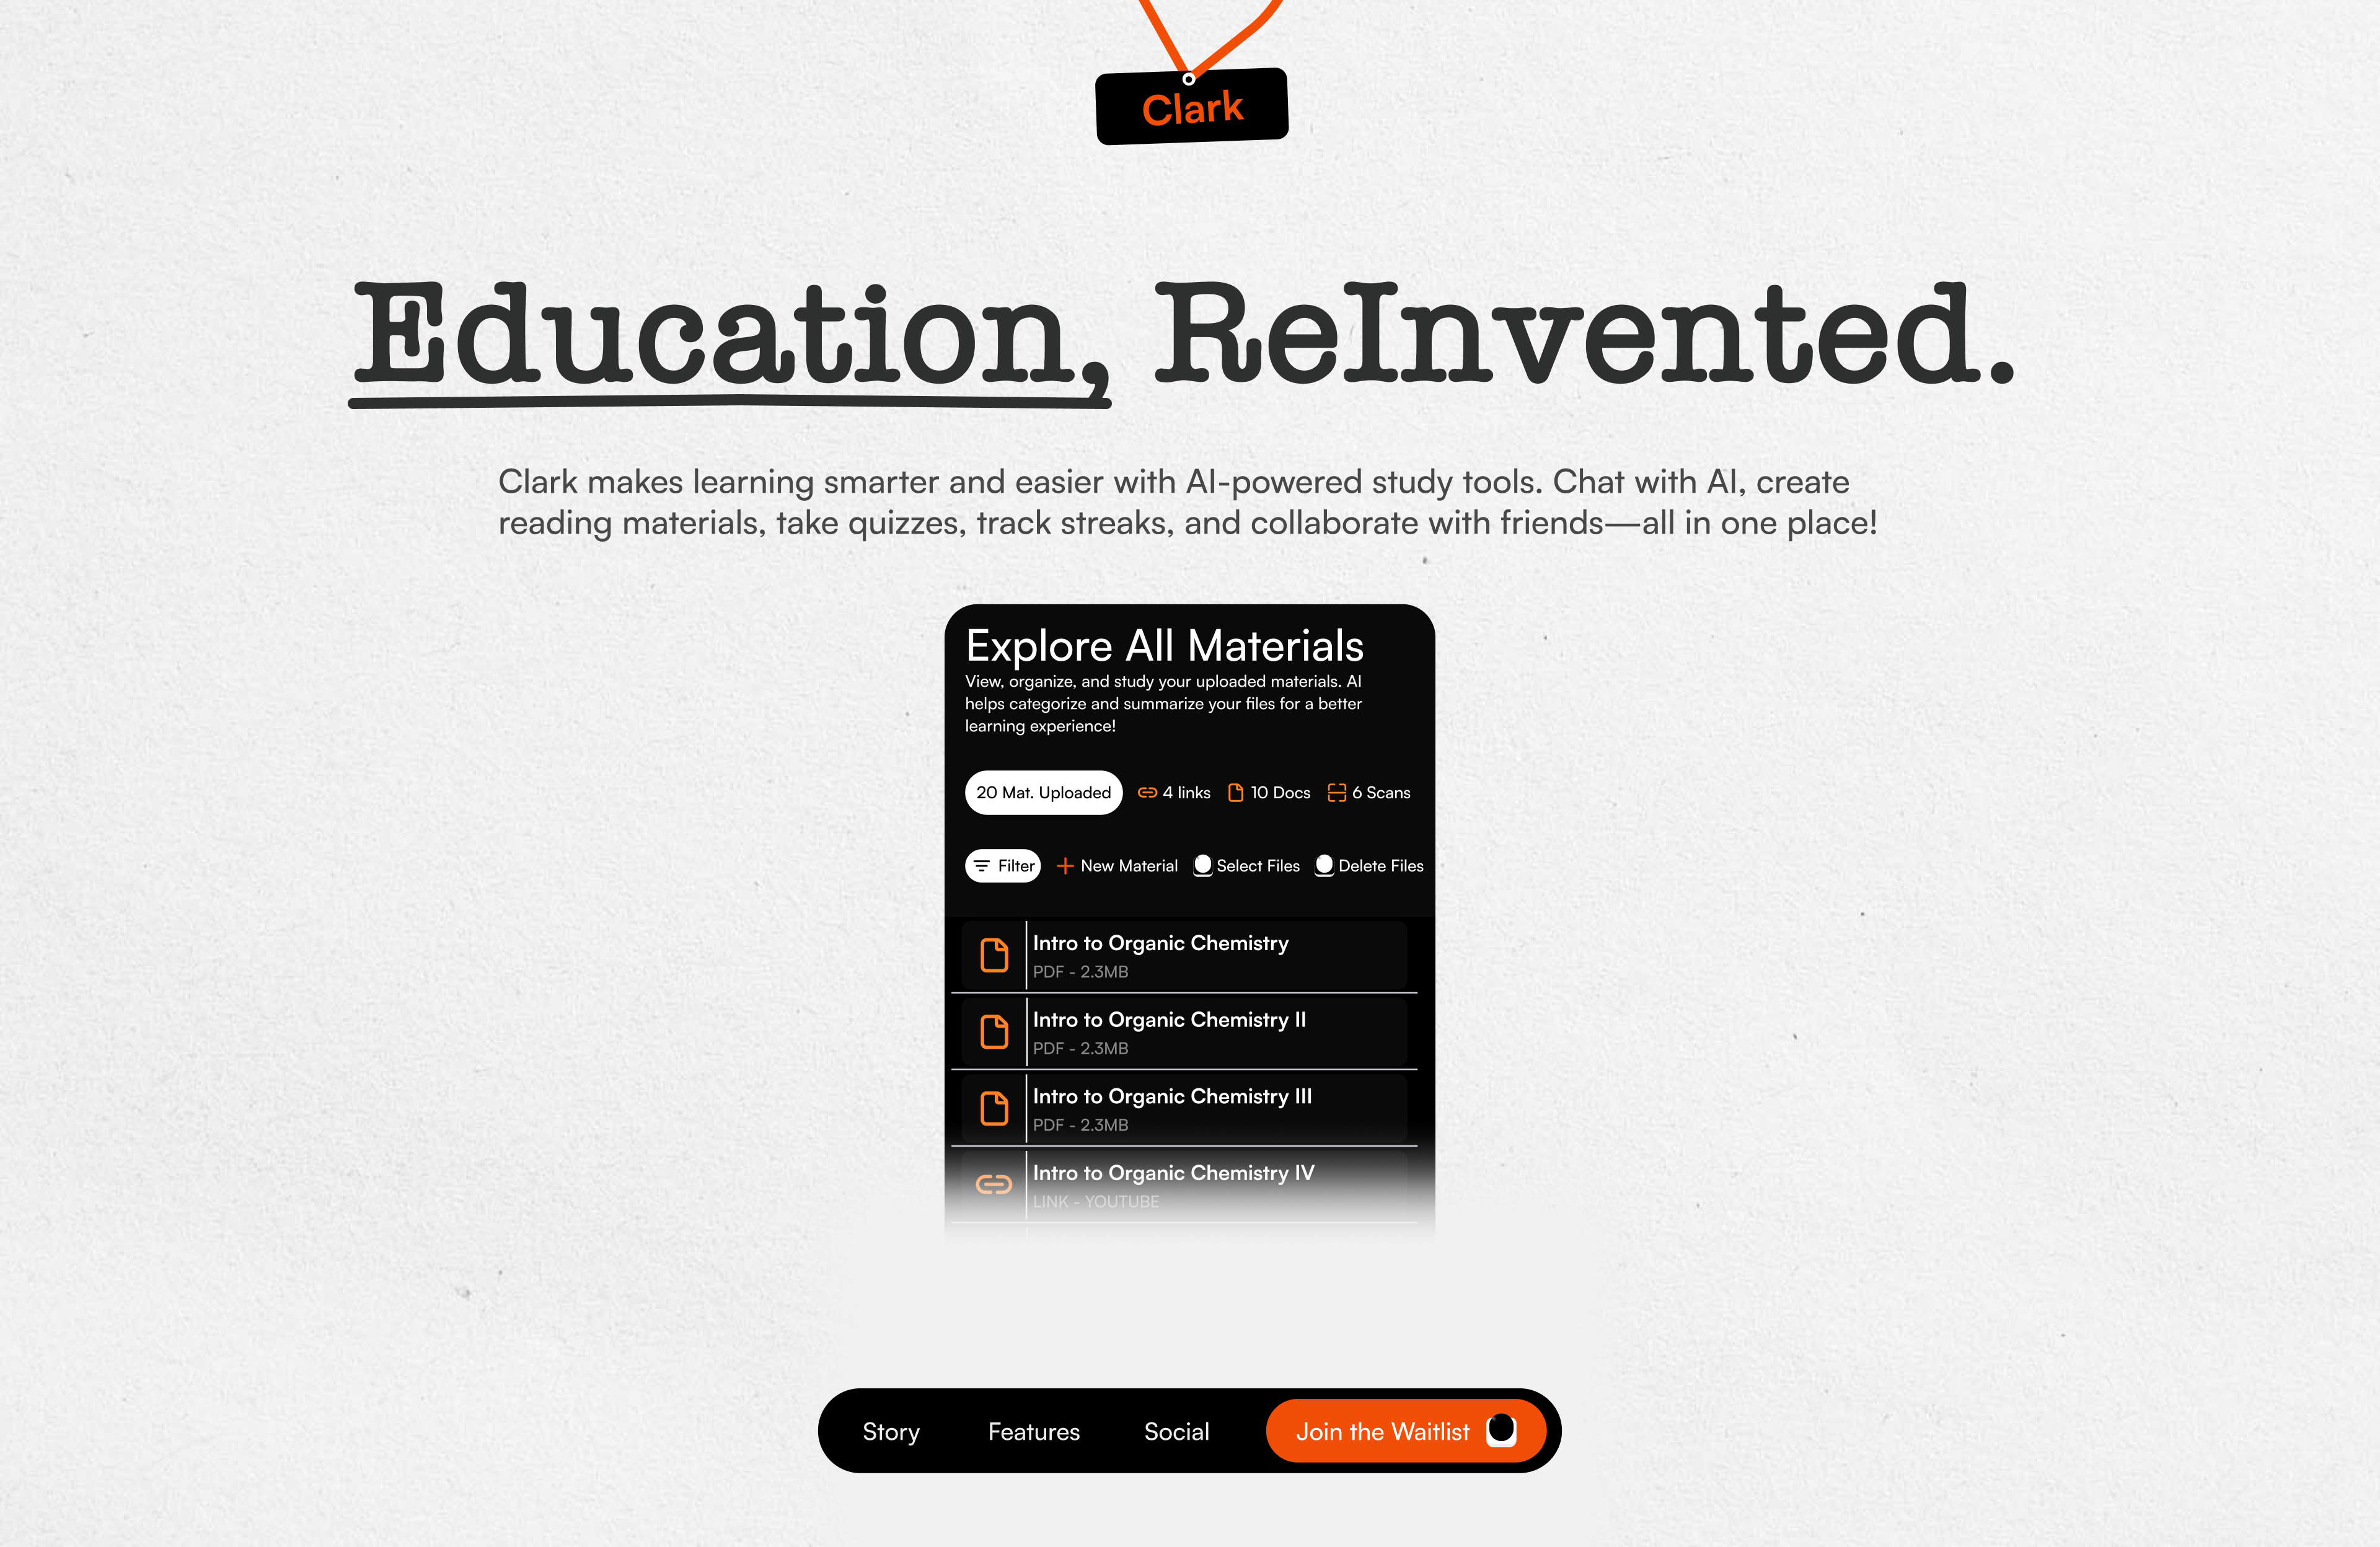 Clark
Education, ReInvented.
Clark makes learning smarter and easier with AI-powered study tools. Chat with AI, create
reading materials, take quizzes, track streaks, and collaborate with friends—all in one place!
Explore All Materials
View, organize, and study your uploaded materials. AI
helps categorize and summarize your files for a better
learning experience!
20 Mat. Uploaded 4 links 10 Docs 6 Scans
Filter New Material Select Files Delete Files
Intro to Organic Chemistry
PDF - 2.3MB
Intro to Organic Chemistry II
PDF - 2.3MB
Intro to Organic Chemistry III
PDF - 2.3MB
Intro to Organic Chemistry IV
LINK - YOUTUBE
Story Features Social Join the Waitlist